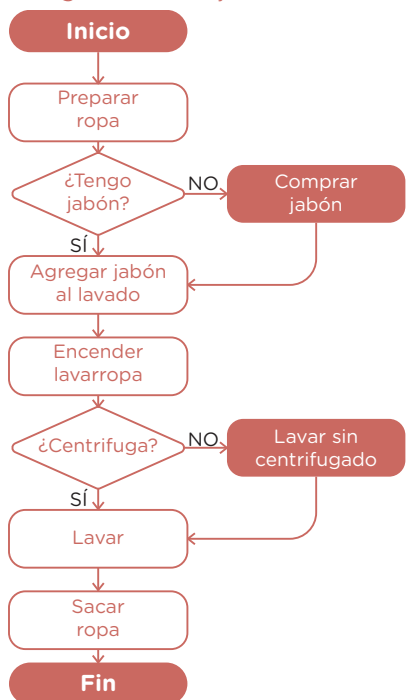 Inicio
Preparar
ropa
¿Tengo
jabón?
NO
Comprar
jabón
SÍ
Agregar jabón
al lavado
Encender
lavarropa
¿Centrifuga?
NO
Lavar sin
centrifugado
SÍ
Lavar
Sacar
ropa
Fin